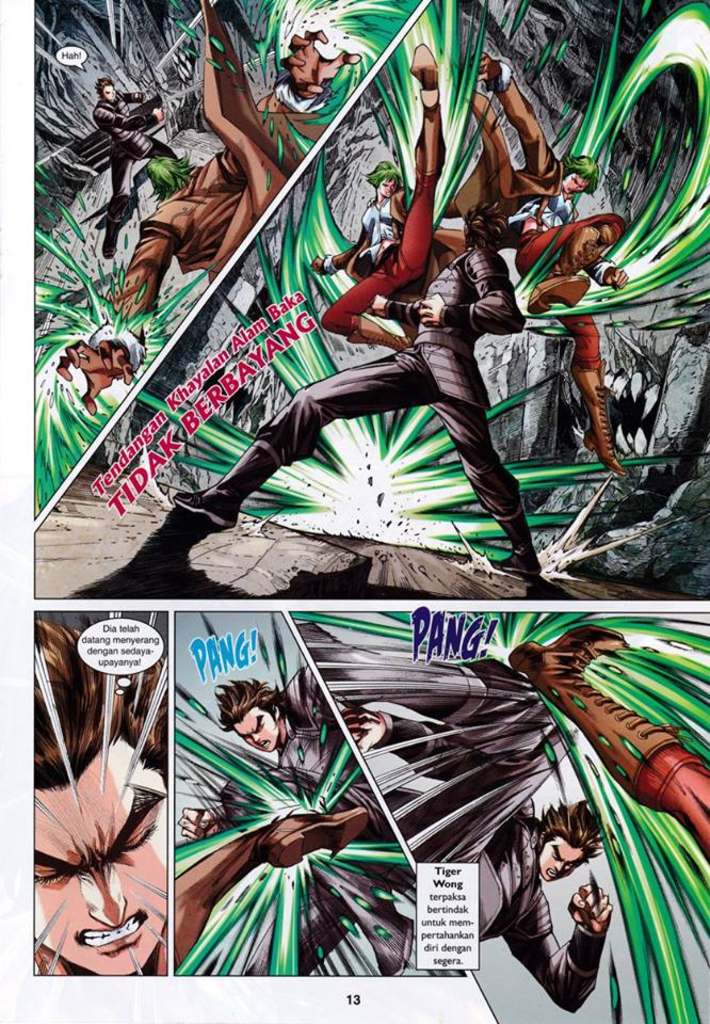 Hah!
Tendangan Khayalan Alam Baka
TIDAK BERBAYANG
Dia telah
datang menyerang
dengan sedaya-
upayanya!
PANG!
PANG!
Tiger
Wong
terpaksa
bertindak
untuk mem-
pertahankan
diri dengan
segera.
13